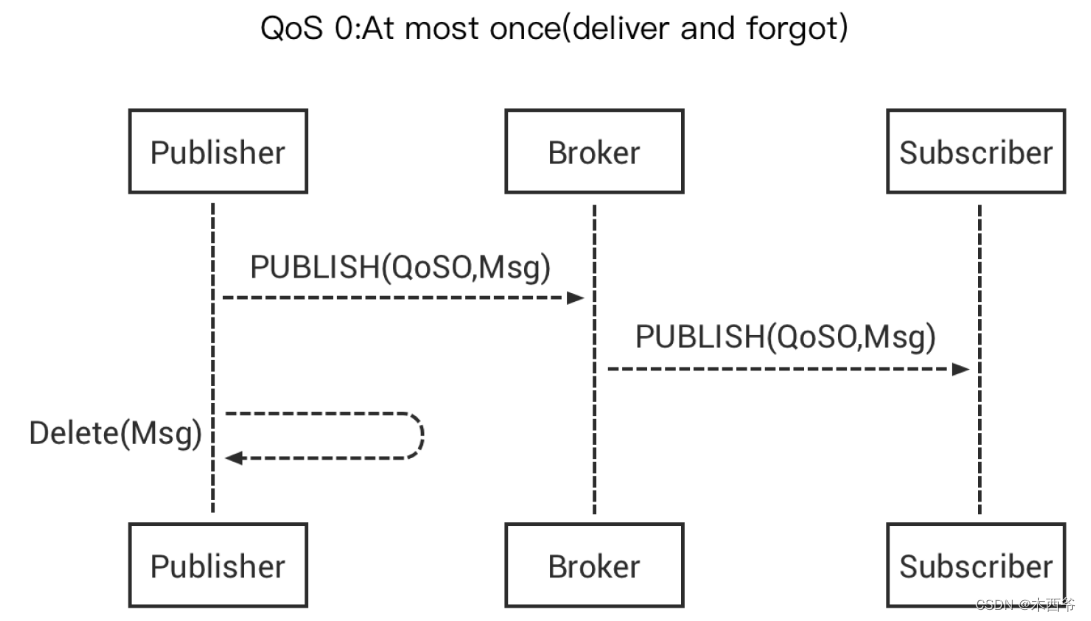 QoS 0:At most once(deliver and forgot)
Publisher
Broker
Subscriber
PUBLISH(QoSO,Msg)
PUBLISH(QoSO,Msg)
Delete(Msg)
Publisher
Broker
Subscriber
CSDN @木西爷